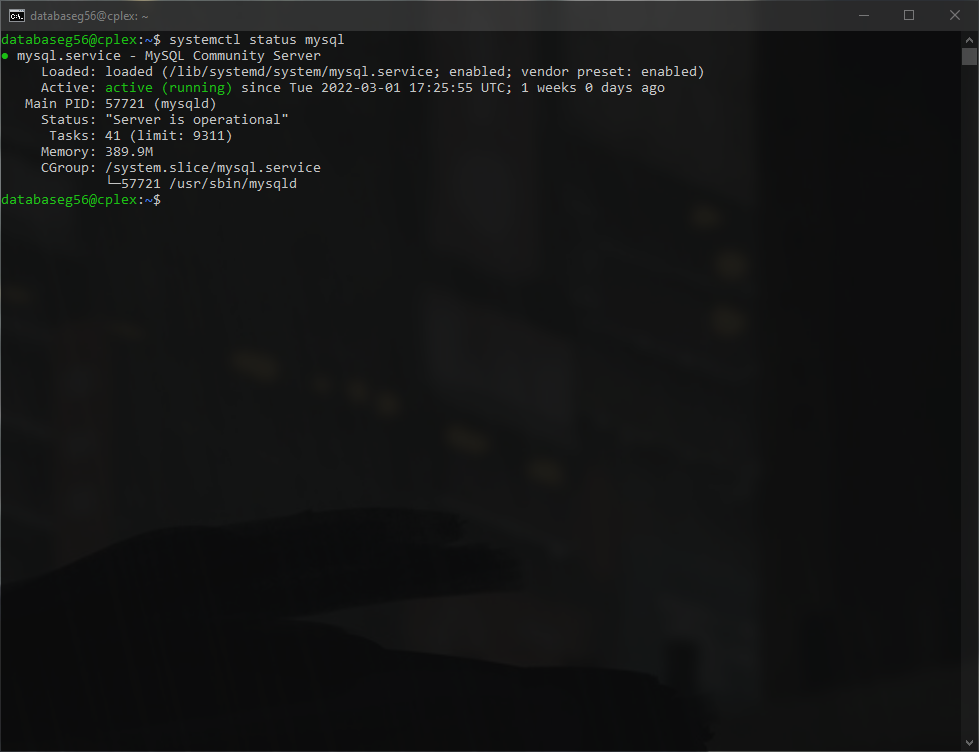 databaseg56@cplex: ~
databaseg56@cplex:~$ systemctl status mysql
● mysql.service - MySQL Community Server
Loaded: loaded (/lib/systemd/system/mysql.service; enabled; vendor preset: enabled)
Active: active (running) since Tue 2022-03-01 17:25:55 UTC; 1 weeks 0 days ago
Main PID: 57721 (mysqld)
Status: "Server is operational"
Tasks: 41 (limit: 9311)
Memory: 389.9M
CGroup: /system.slice/mysql.service
└─57721 /usr/sbin/mysqld
databaseg56@cplex:~$